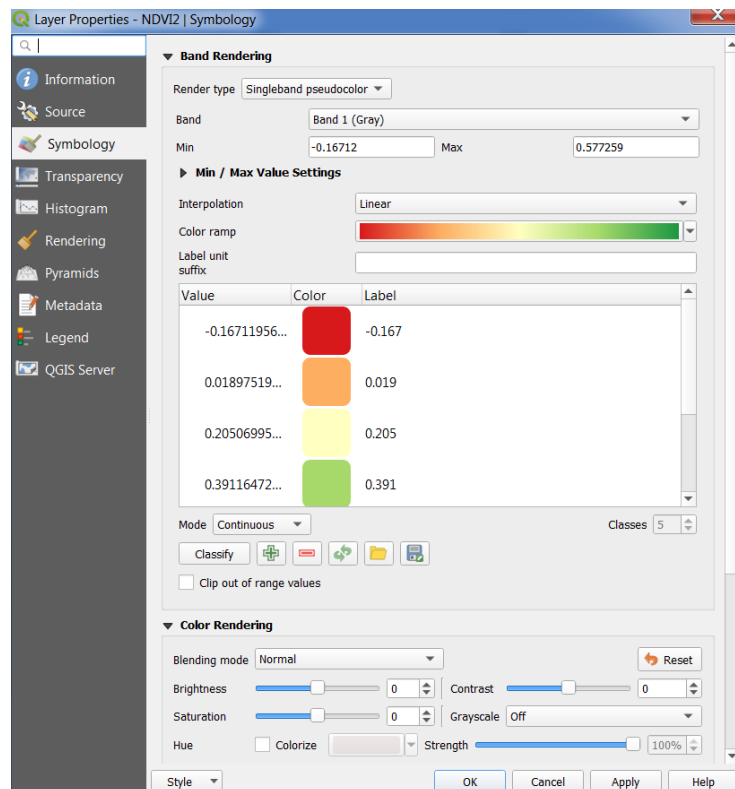 Layer Properties - NDVI2 | Symbology
Information
Source
Symbology
Transparency
Histogram
Rendering
Pyramids
Metadata
Legend
QGIS Server
Band Rendering
Render type Singleband pseudocolor
Band Band 1 (Gray)
Min -0.16712 Max 0.577259
Min / Max Value Settings
Interpolation Linear
Color ramp
Label unit
suffix
Value Color Label
-0.16711956... -0.167
0.01897519... 0.019
0.20506995... 0.205
0.39116472... 0.391
Mode Continuous Classes 5
Classify
Clip out of range values
Color Rendering
Blending mode Normal Reset
Brightness 0 Contrast 0
Saturation 0 Grayscale Off
Hue Colorize Strength 100%
Style OK Cancel Apply Help